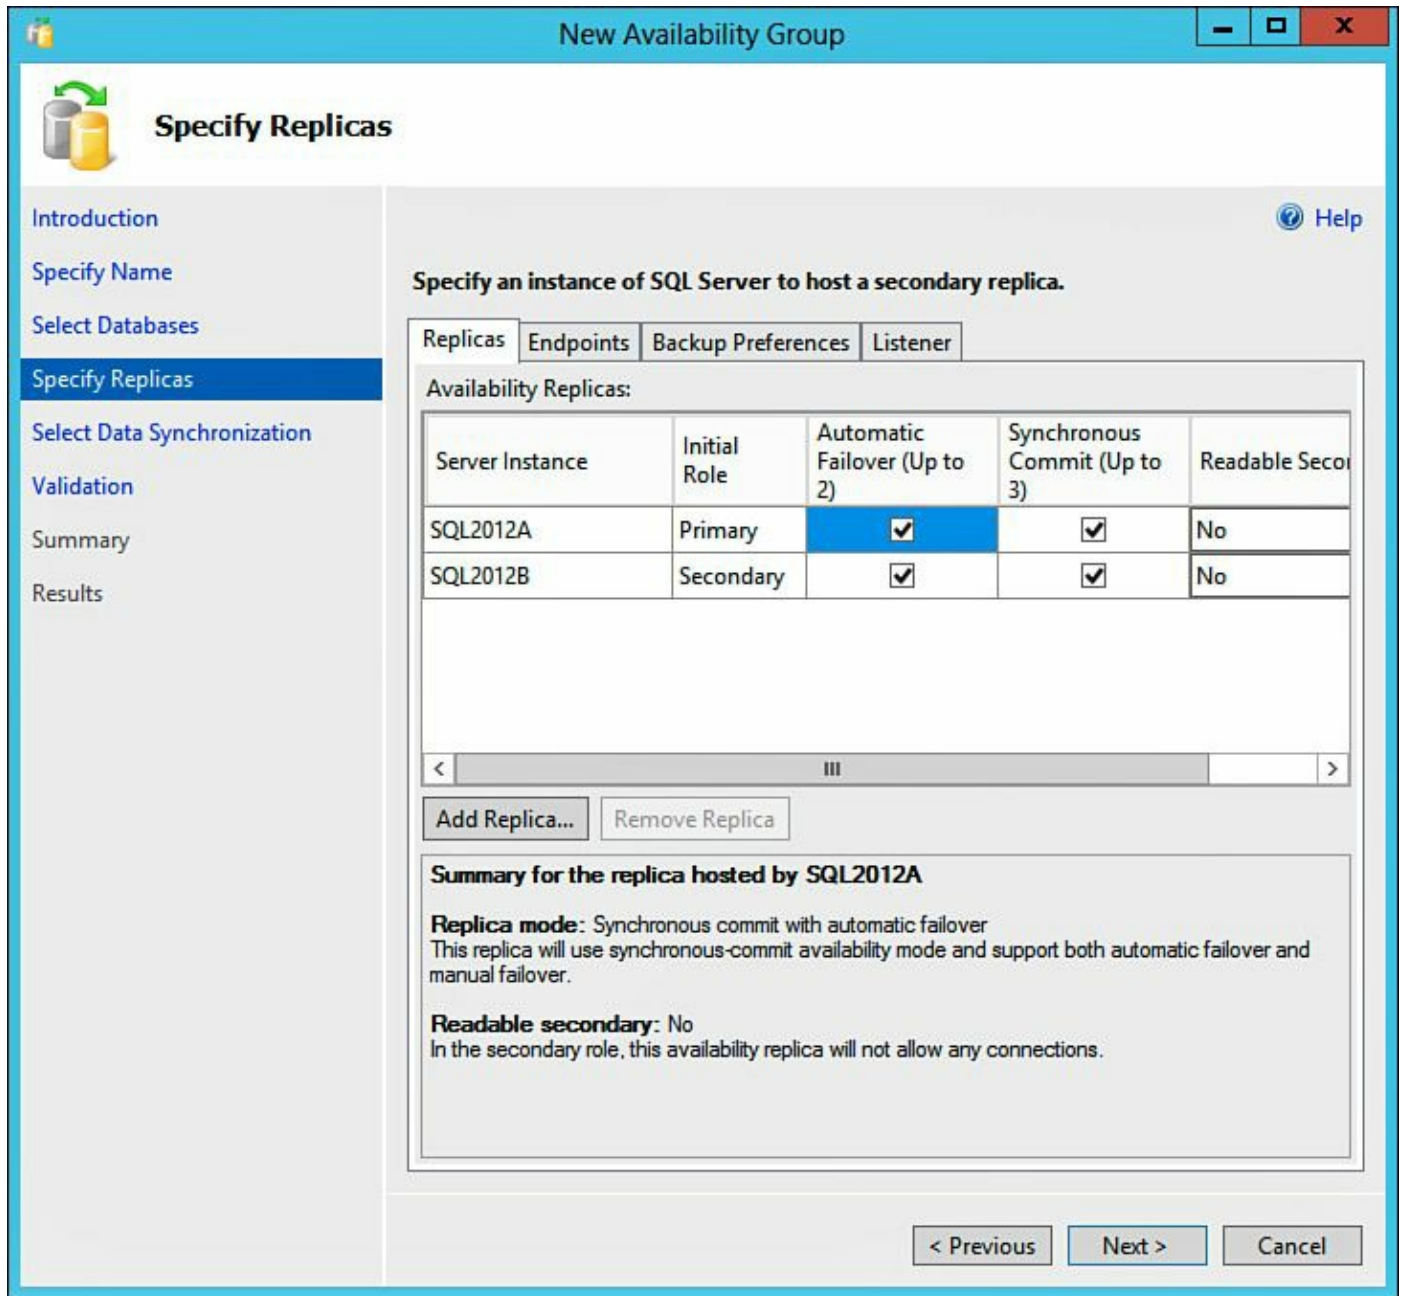 New Availability Group
Specify Replicas
Introduction
Specify Name
Select Databases
Specify Replicas
Select Data Synchronization
Validation
Summary
Results
Help
Specify an instance of SQL Server to host a secondary replica.
Replicas Endpoints Backup Preferences Listener
Availability Replicas:
Server Instance
Initial
Role
Automatic
Failover (Up to
2)
Synchronous
Commit (Up to
3)
Readable Secon
SQL2012A Primary No
SQL2012B Secondary No
Add Replica... Remove Replica
Summary for the replica hosted by SQL2012A
Replica mode: Synchronous commit with automatic failover
This replica will use synchronous-commit availability mode and support both automatic failover and
manual failover.
Readable secondary: No
In the secondary role, this availability replica will not allow any connections.
< Previous Next > Cancel